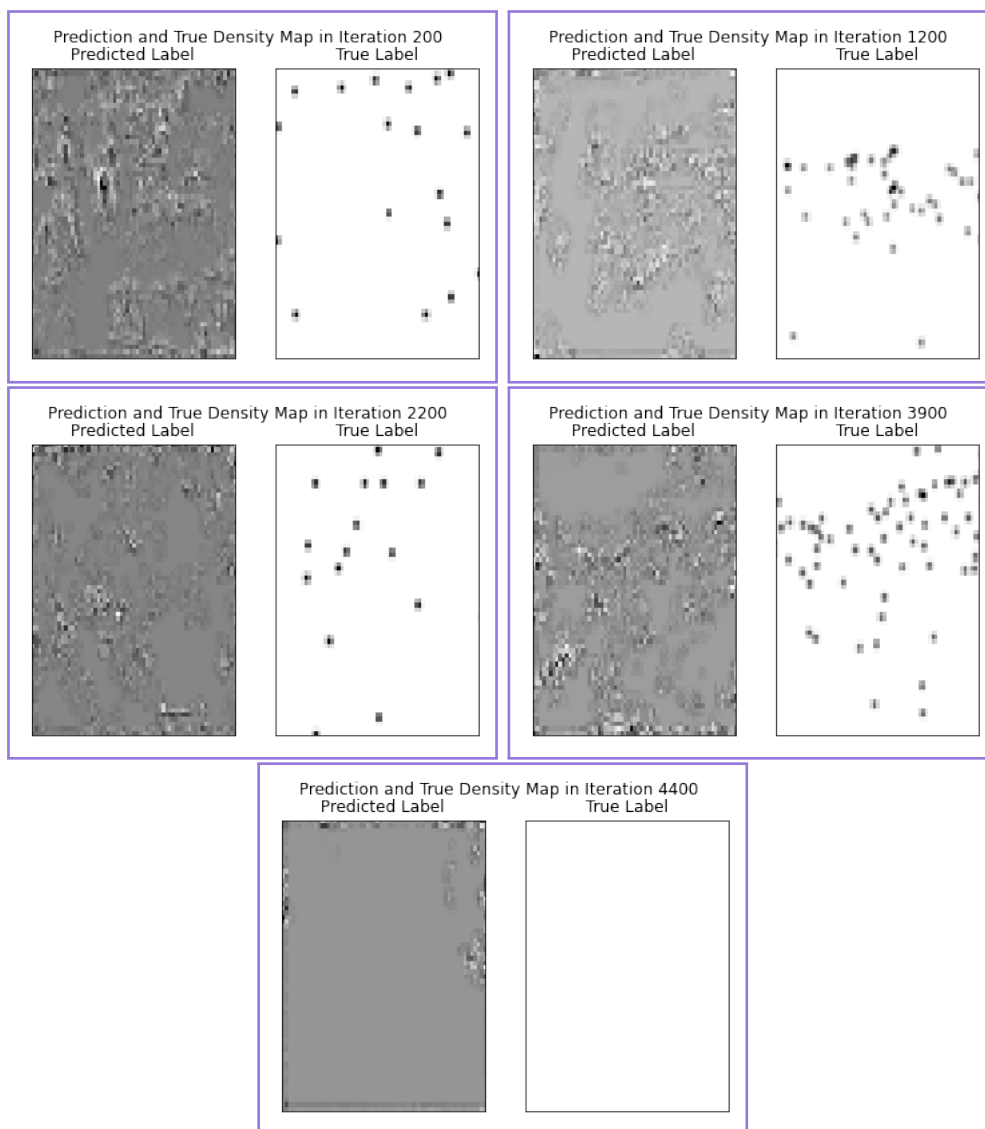 Prediction and True Density Map in Iteration 200
Predicted Label True Label
Prediction and True Density Map in Iteration 1200
Predicted Label True Label
Prediction and True Density Map in Iteration 2200
Predicted Label True Label
Prediction and True Density Map in Iteration 3900
Predicted Label True Label
Prediction and True Density Map in Iteration 4400
Predicted Label True Label